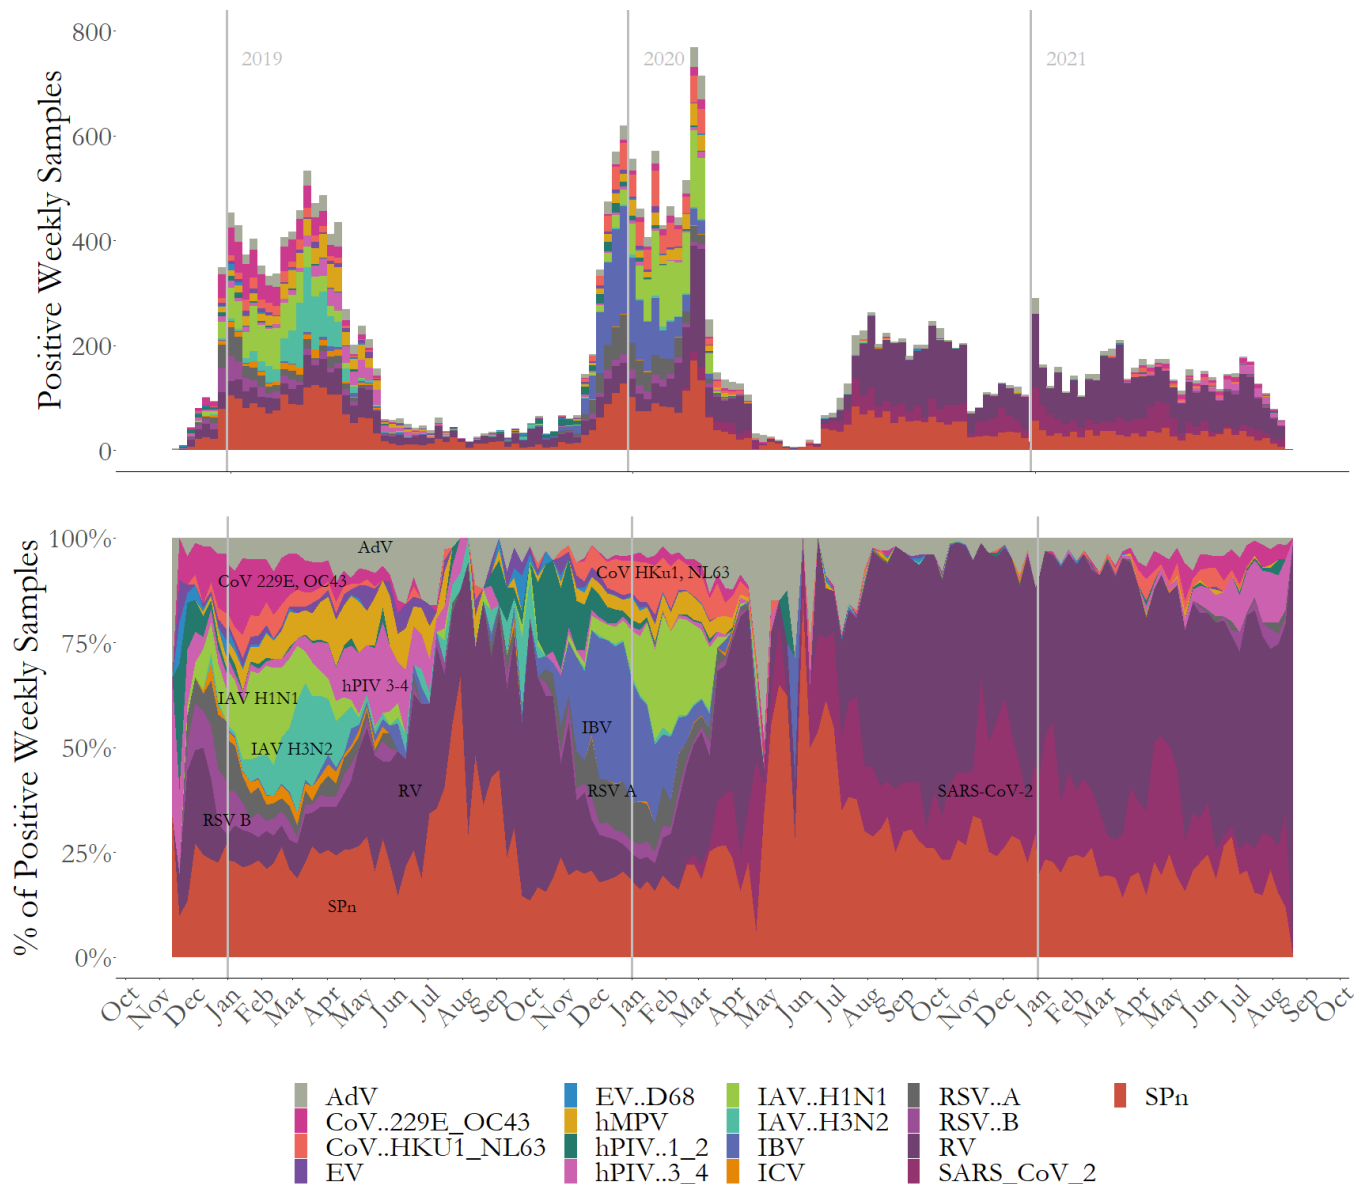 800
2019
2020
2021
600
400
200
0
Positive Weekly Samples
100%
AdV
CoV 229E, OC43
CoV HKu1, NL63
75%
hPIV 3-4
IAV H1N1
IBV
IAV H3N2
50%
RV
RSV A
SARS-CoV-2
RSV B
25%
SPn
0%
% of Positive Weekly Samples
Oct Nov Dec Jan Feb Mar Apr May Jun Jul Aug Sep Oct Nov Dec Jan Feb Mar Apr May Jun Jul Aug Sep Oct Nov Dec Jan Feb Mar Apr May Jun Jul Aug Sep Oct
AdV EV..D68 IAV..H1N1 RSV..A SPn
CoV..229E_OC43 hMPV IAV..H3N2 RSV..B
CoV..HKU1_NL63 hPIV..1_2 IBV RV
EV hPIV..3_4 ICV SARS_CoV_2